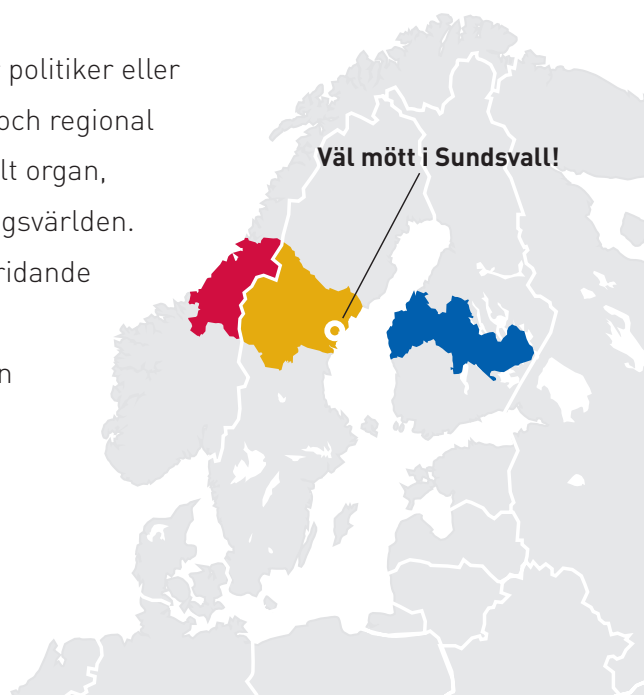 politiker eller
och regional
lt organ,
gsvärlden.
ridande
n
Väl mött i Sundsvall!